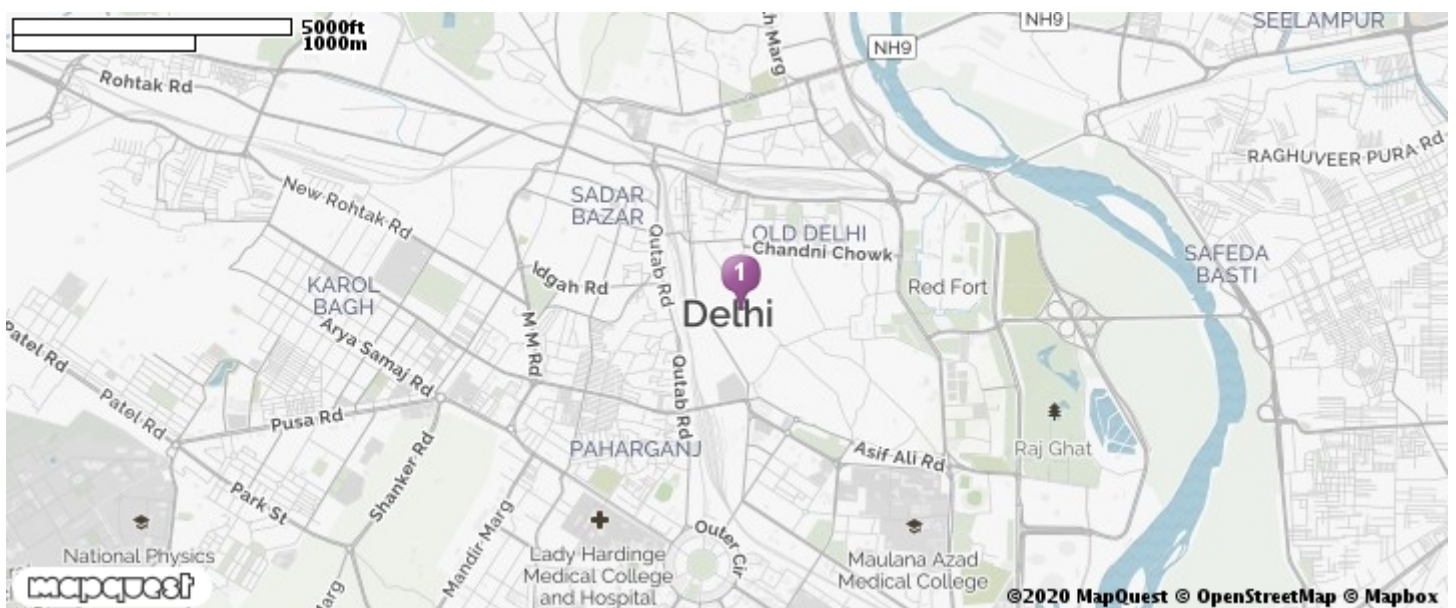 5000ft
1000m
NH9
NH9
SEELAMPUR
h Marg
Rohtak Rd
RAGHUVEER PURA Rd
New Rohtak Rd
SADAR
BAZAR
Qutab Rd
OLD DELHI
Chandni Chowk
SAFEDA
BASTI
Idgah Rd
1
Red Fort
KAROL
BAGH
Delhi
Arya Samaj Rd
M M Rd
Patel Rd
Qutab Rd
Patel Rd
Pusa Rd
PAHARGANJ
Asif Ali Rd
Raj Ghat
Shanker Rd
Park St
Mandir Marg
Outer Cir
National Physics
Lady Hardinge
Medical College
and Hospital
Maulana Azad
Medical College
Marg
mapquest
©2020 MapQuest © OpenStreetMap © Mapbox